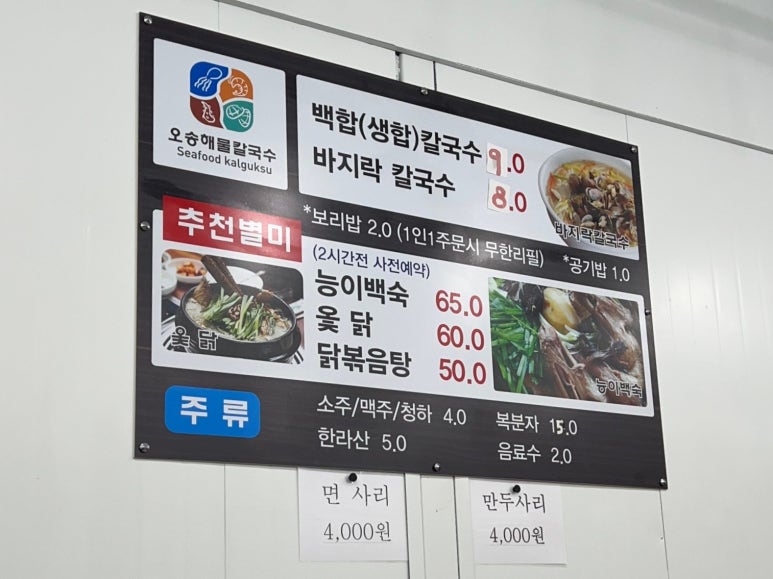 오송해물칼국수
Seafood kalguksu
백합(생합)칼국수 9.0
바지락 칼국수 8.0
바지락칼국수
*보리밥 2.0 (1인1주문시 무한리필) *공기밥 1.0
추천별미
(2시간전 사전예약)
능이백숙 65.0
옻 닭 60.0
닭볶음탕 50.0
옻 닭
능이백숙
주 류
소주/맥주/청하 4.0 복분자 15.0
한라산 5.0 음료수 2.0
면 사리
4,000원
만두사리
4,000원